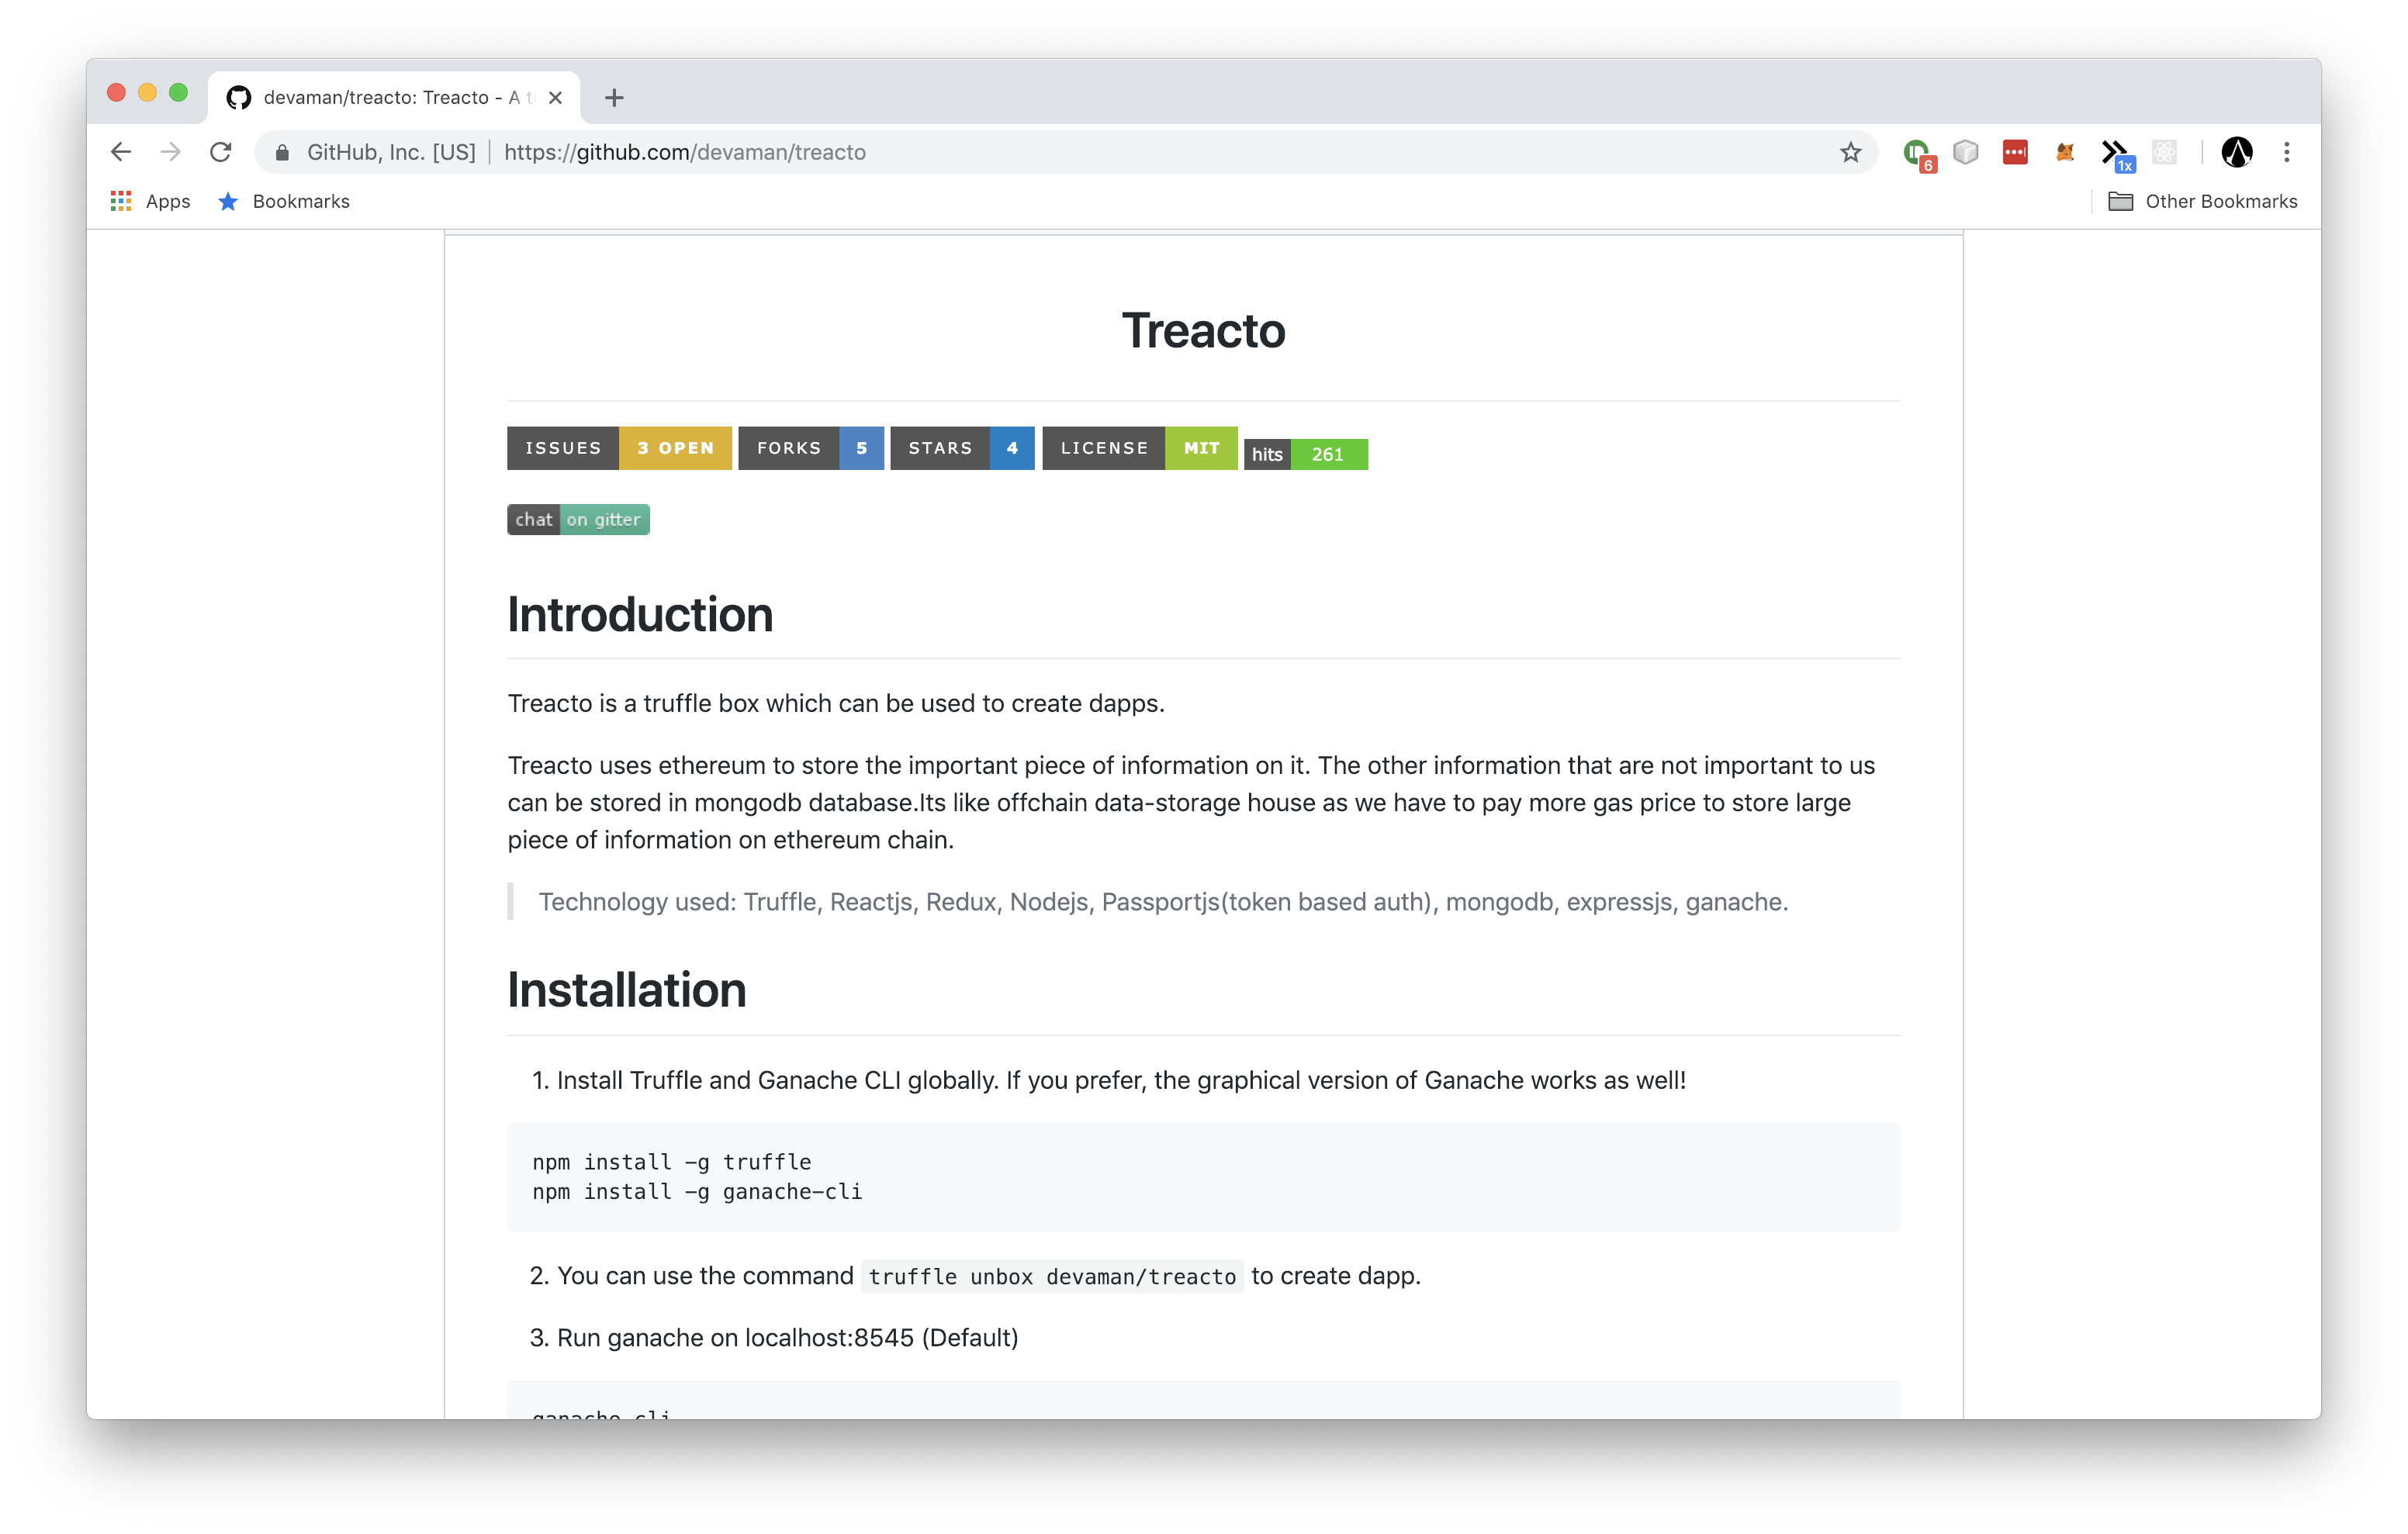 devaman/treacto: Treacto - A t
GitHub, Inc. [US] | https://github.com/devaman/treacto
6
1x
Apps
Bookmarks
Other Bookmarks
Treacto
ISSUES 3 OPEN FORKS 5 STARS 4 LICENSE MIT hits 261
chat on gitter
Introduction
Treacto is a truffle box which can be used to create dapps.
Treacto uses ethereum to store the important piece of information on it. The other information that are not important to us
can be stored in mongodb database.Its like offchain data-storage house as we have to pay more gas price to store large
piece of information on ethereum chain.
Technology used: Truffle, Reactjs, Redux, Nodejs, Passportjs(token based auth), mongodb, expressjs, ganache.
Installation
1. Install Truffle and Ganache CLI globally. If you prefer, the graphical version of Ganache works as well!
npm install -g truffle
npm install -g ganache-cli
2. You can use the command truffle unbox devaman/treacto to create dapp.
3. Run ganache on localhost:8545 (Default)
ganache-cli